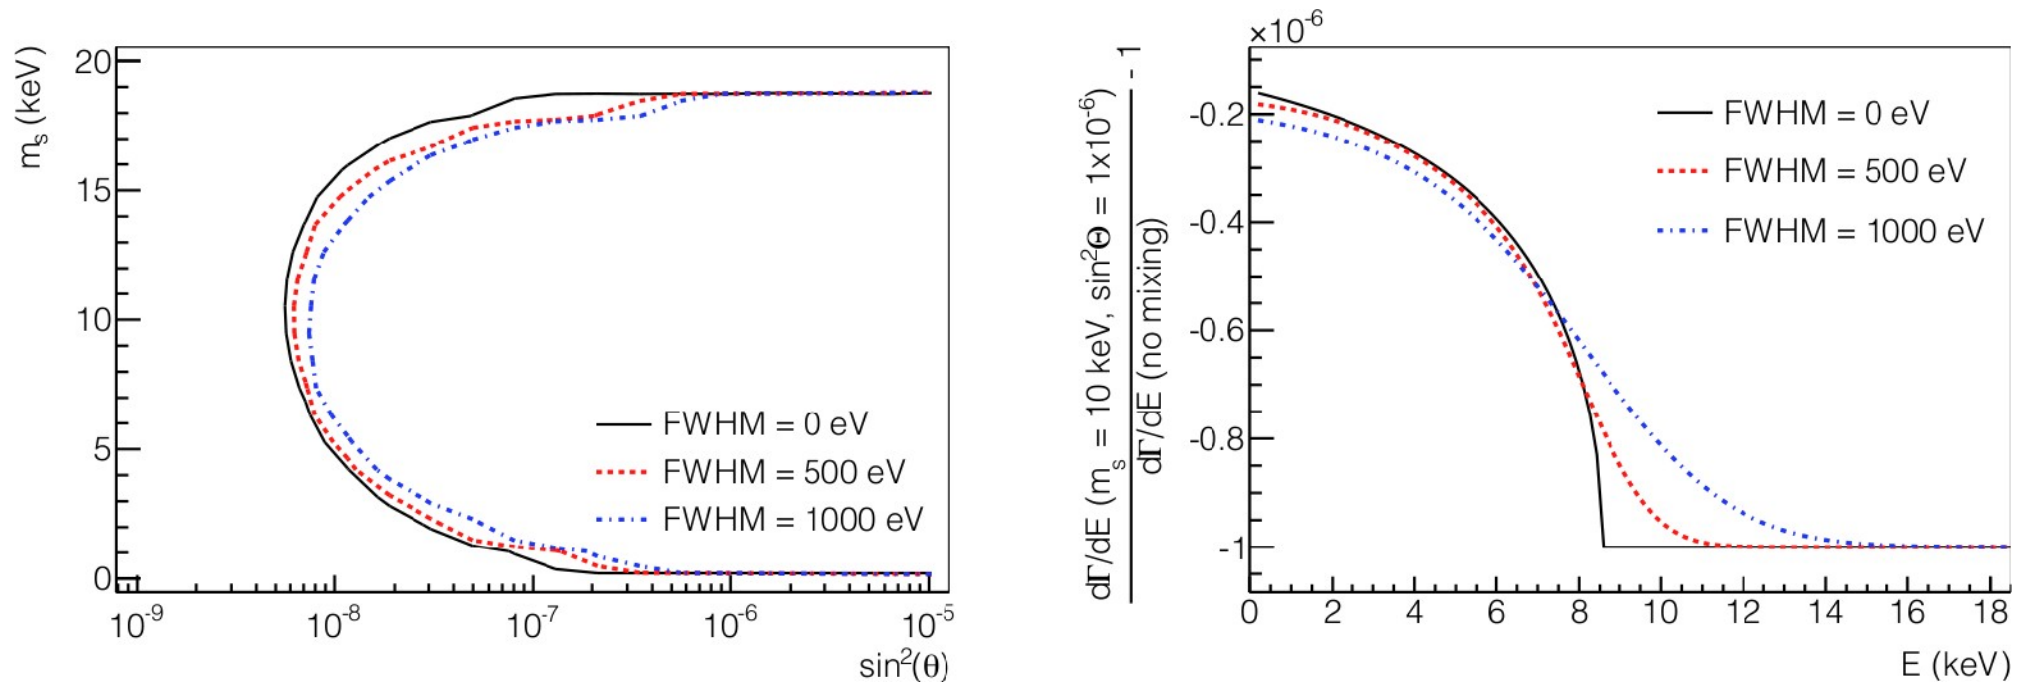 m_s (keV)
20
15
10
5
0
FWHM = 0 eV
FWHM = 500 eV
FWHM = 1000 eV
10⁻⁹ 10⁻⁸ 10⁻⁷ 10⁻⁶ 10⁻⁵
sin²(θ)
dΓ/dE (m_s = 10 keV, sin²Θ = 1x10⁻⁶)
dΓ/dE (no mixing)
- 1
×10⁻⁶
-0.2
-0.4
-0.6
-0.8
-1
FWHM = 0 eV
FWHM = 500 eV
FWHM = 1000 eV
0 2 4 6 8 10 12 14 16 18
E (keV)